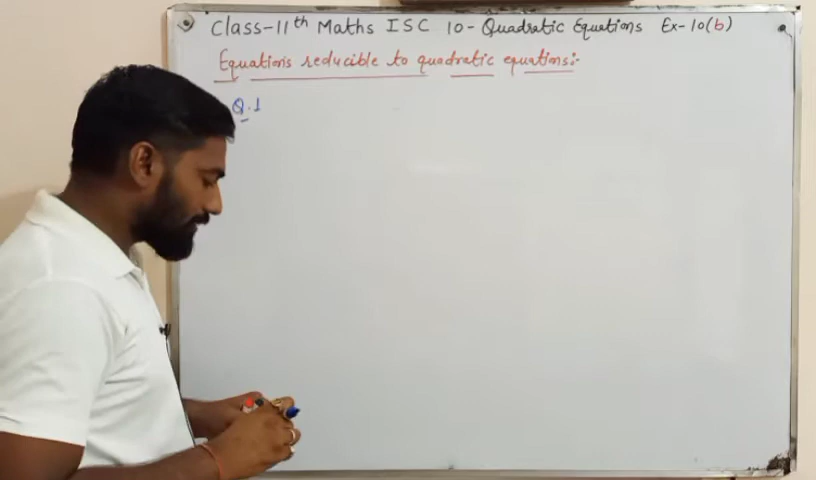 Class-11th Maths ISC 10- Quadratic Equations Ex-10(b)
Equations reducible to quadratic equations:-
Q.1